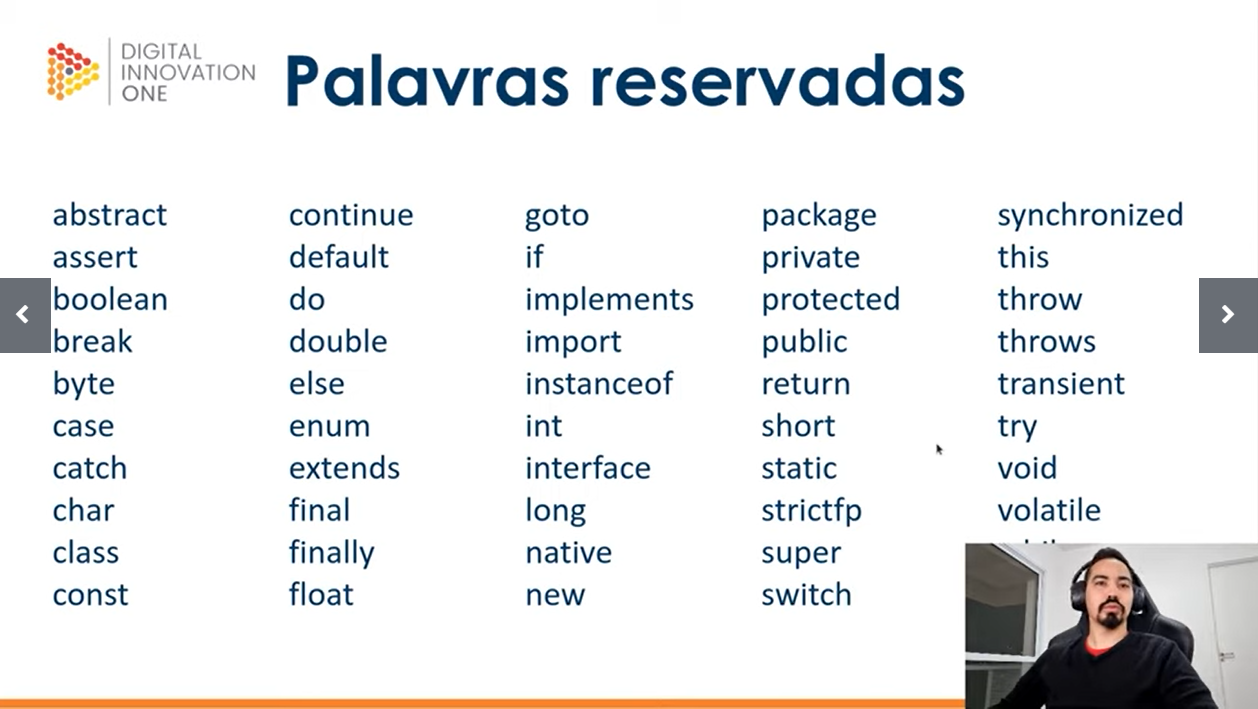 DIGITAL
INNOVATION
ONE
Palavras reservadas
abstract
assert
boolean
break
byte
case
catch
char
class
const
continue
default
do
double
else
enum
extends
final
finally
float
goto
if
implements
import
instanceof
int
interface
long
native
new
package
private
protected
public
return
short
static
strictfp
super
switch
synchronized
this
throw
throws
transient
try
void
volatile